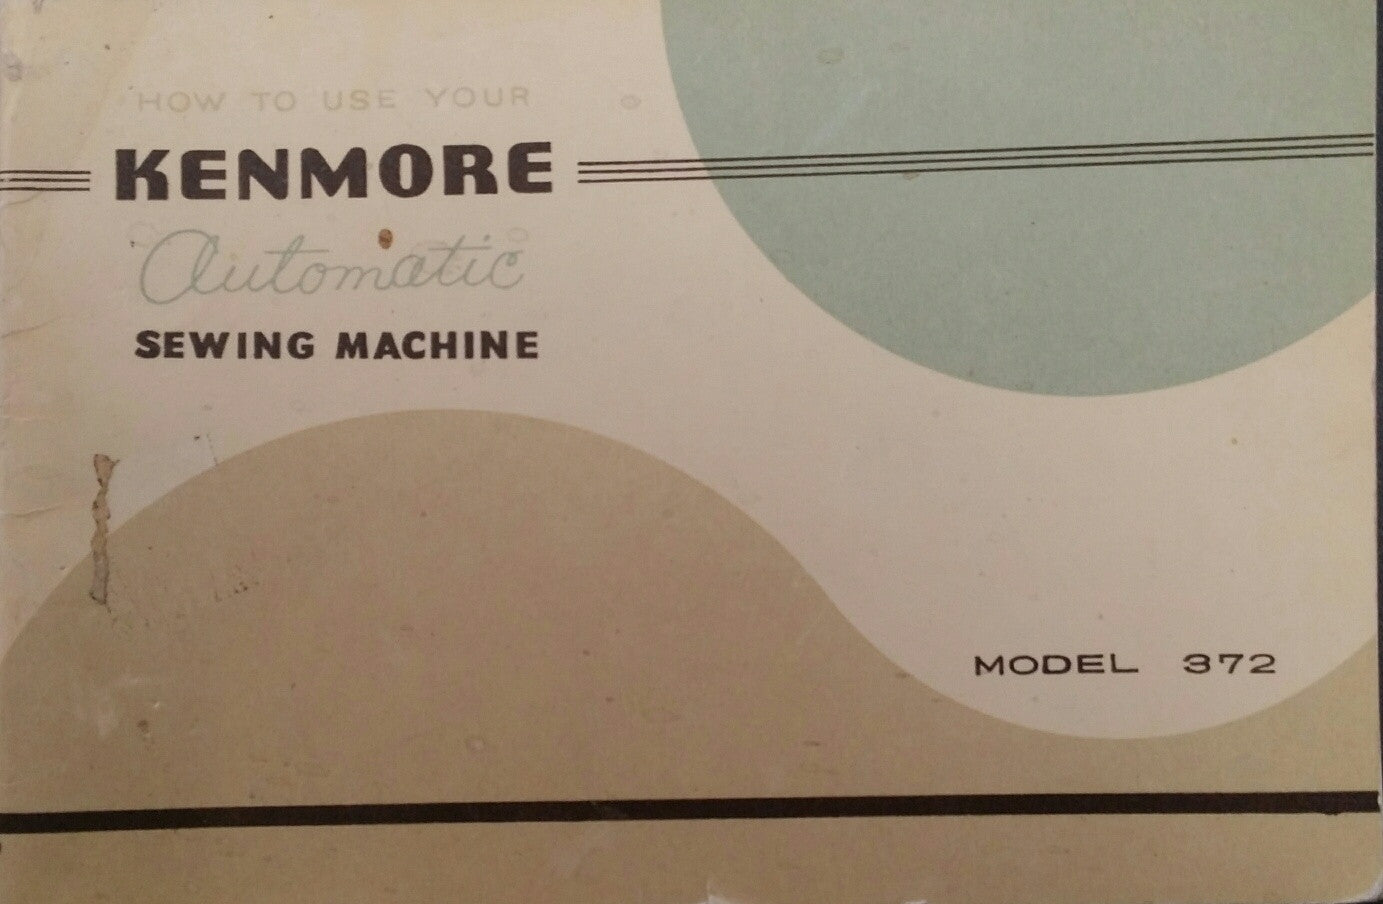 HOW TO USE YOUR
KENMORE
Automatic
SEWING MACHINE
MODEL 372